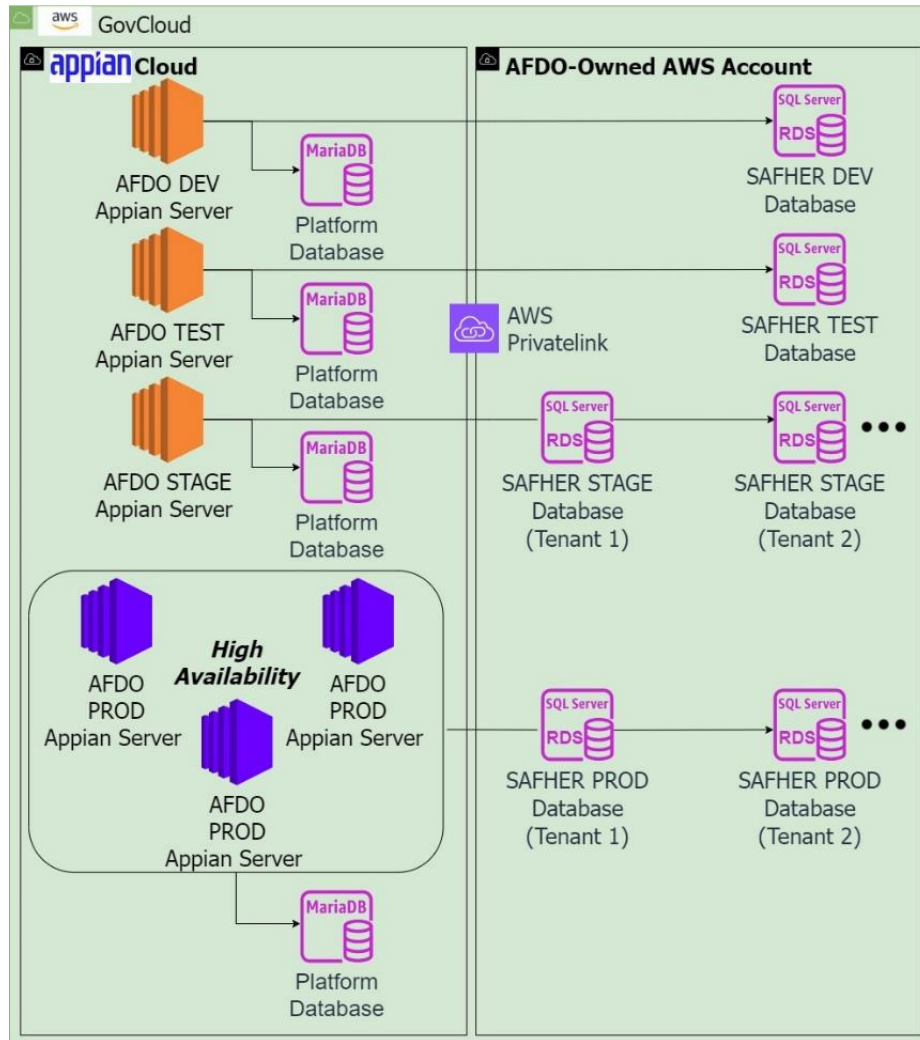 aws GovCloud
appian Cloud
AFDO-Owned AWS Account
AFDO DEV
Appian Server
MariaDB
Platform
Database
SQL Server
RDS
SAFHER DEV
Database
AFDO TEST
Appian Server
MariaDB
Platform
Database
AWS
Privatelink
SQL Server
RDS
SAFHER TEST
Database
AFDO STAGE
Appian Server
MariaDB
Platform
Database
SQL Server
RDS
SAFHER STAGE
Database
(Tenant 1)
SQL Server
RDS
SAFHER STAGE
Database
(Tenant 2)
High
Availability
AFDO
PROD
Appian Server
AFDO
PROD
Appian Server
AFDO
PROD
Appian Server
SQL Server
RDS
SAFHER PROD
Database
(Tenant 1)
SQL Server
RDS
SAFHER PROD
Database
(Tenant 2)
MariaDB
Platform
Database